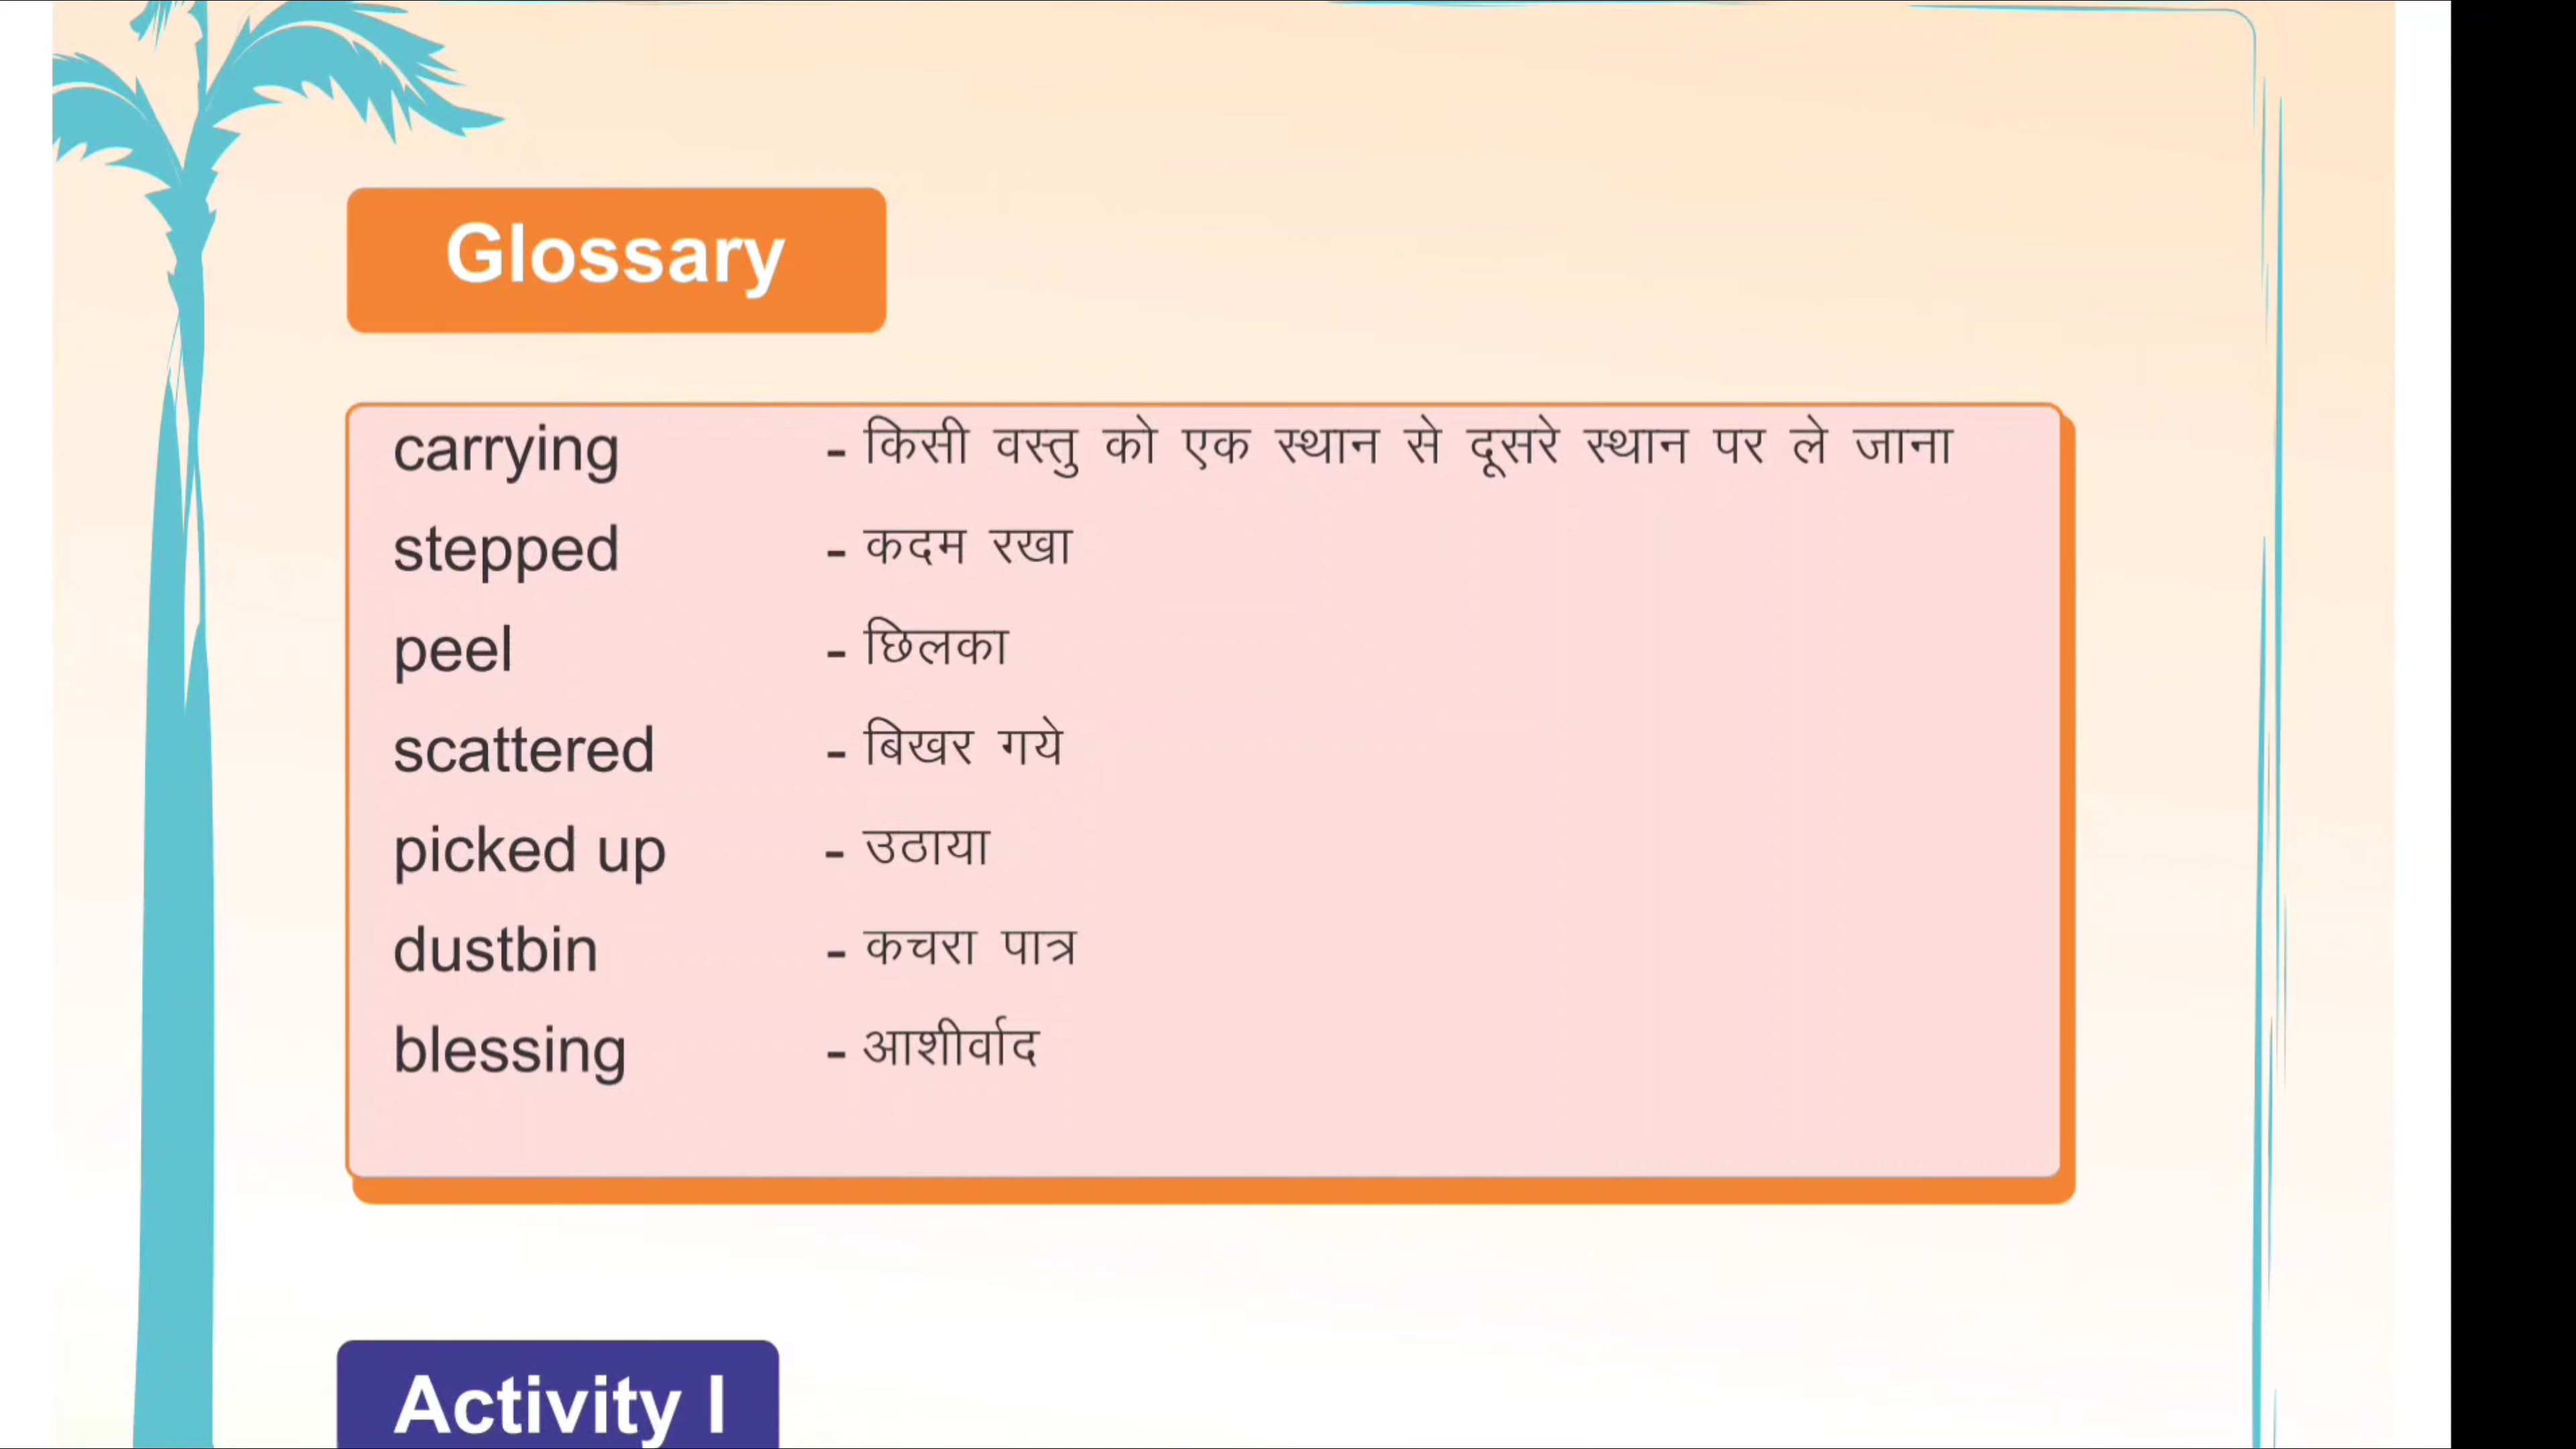 Glossary
carrying - किसी वस्तु को एक स्थान से दूसरे स्थान पर ले जाना
stepped - कदम रखा
peel - छिलका
scattered - बिखर गये
picked up - उठाया
dustbin - कचरा पात्र
blessing - आशीर्वाद
Activity I